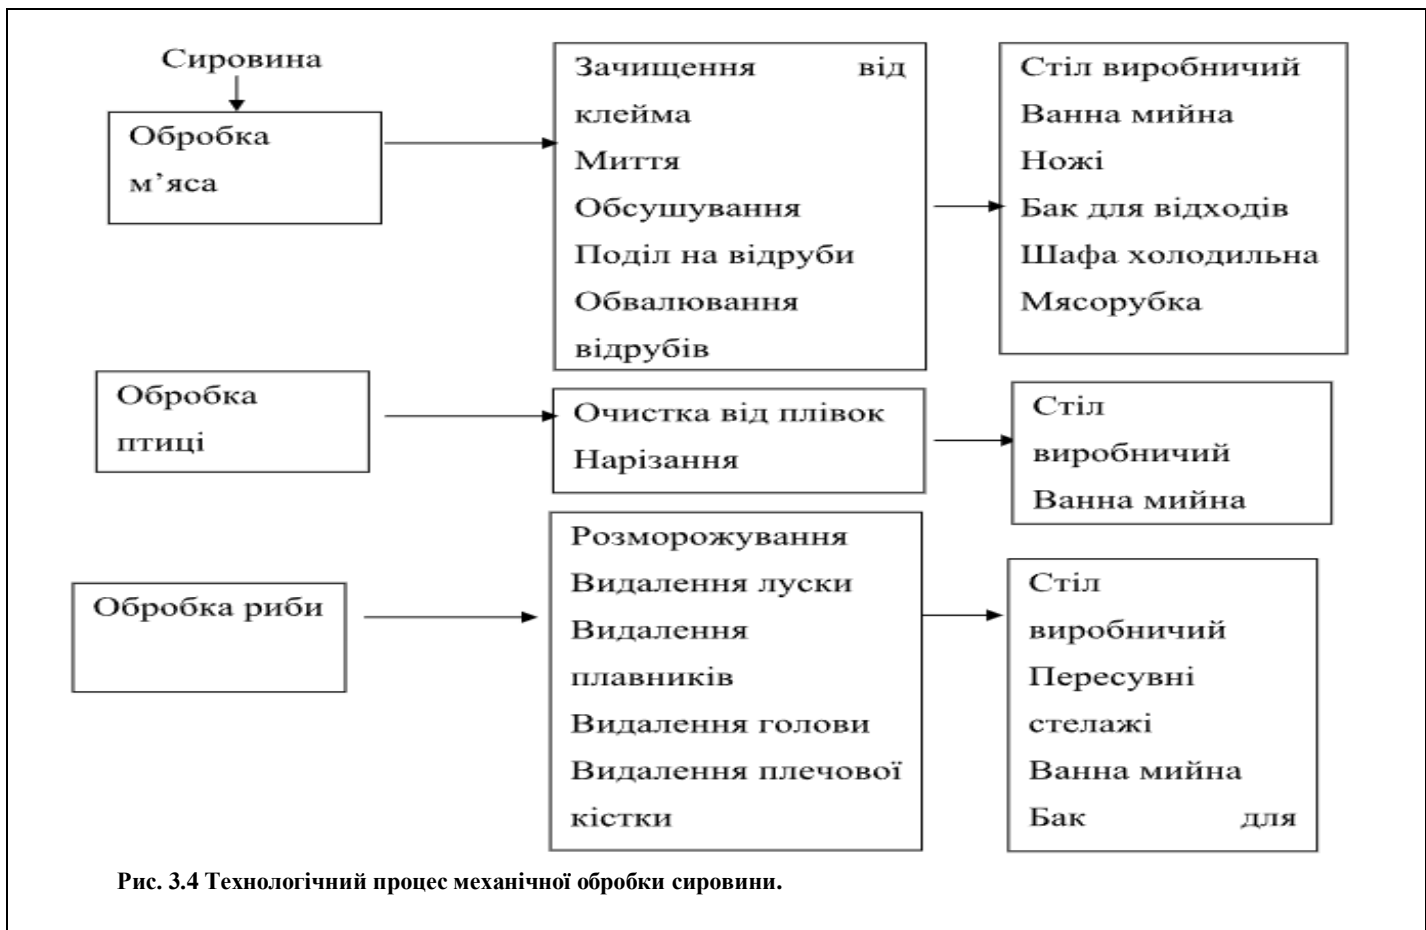 Сировина
Обробка
м’яса
Зачищення від
клейма
Миття
Обсушування
Поділ на відруби
Обвалювання
відрубів
Стіл виробничий
Ванна мийна
Ножі
Бак для відходів
Шафа холодильна
Мясорубка
Обробка
птиці
Очистка від плівок
Нарізання
Стіл
виробничий
Ванна мийна
Обробка риби
Розморожування
Видалення луски
Видалення
плавників
Видалення голови
Видалення плечової
кістки
Стіл
виробничий
Пересувні
стелажі
Ванна мийна
Бак для
Рис. 3.4 Технологічний процес механічної обробки сировини.